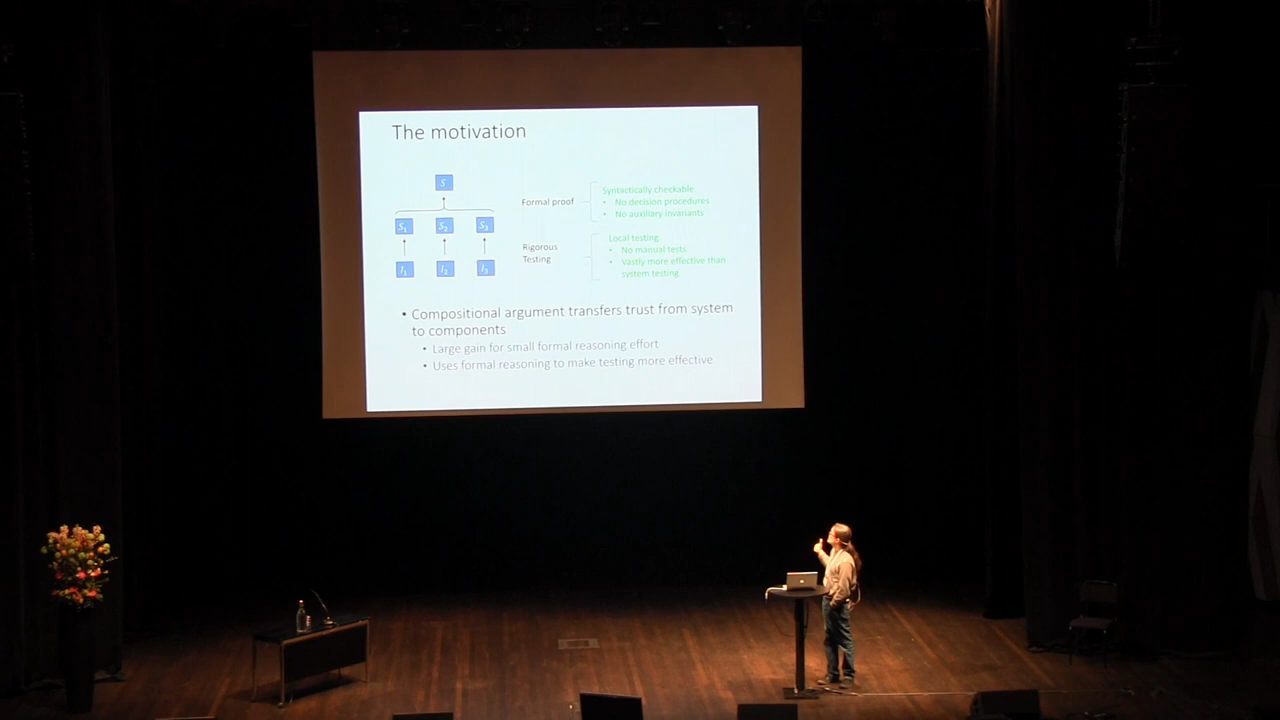 The motivation
S
S₁ S₂ S₃
I₁ I₂ I₃
Formal proof
Syntactically checkable
• No decision procedures
• No auxiliary invariants
Rigorous
Testing
Local testing
• No manual tests
• Vastly more effective than
system testing
• Compositional argument transfers trust from system
to components
• Large gain for small formal reasoning effort
• Uses formal reasoning to make testing more effective